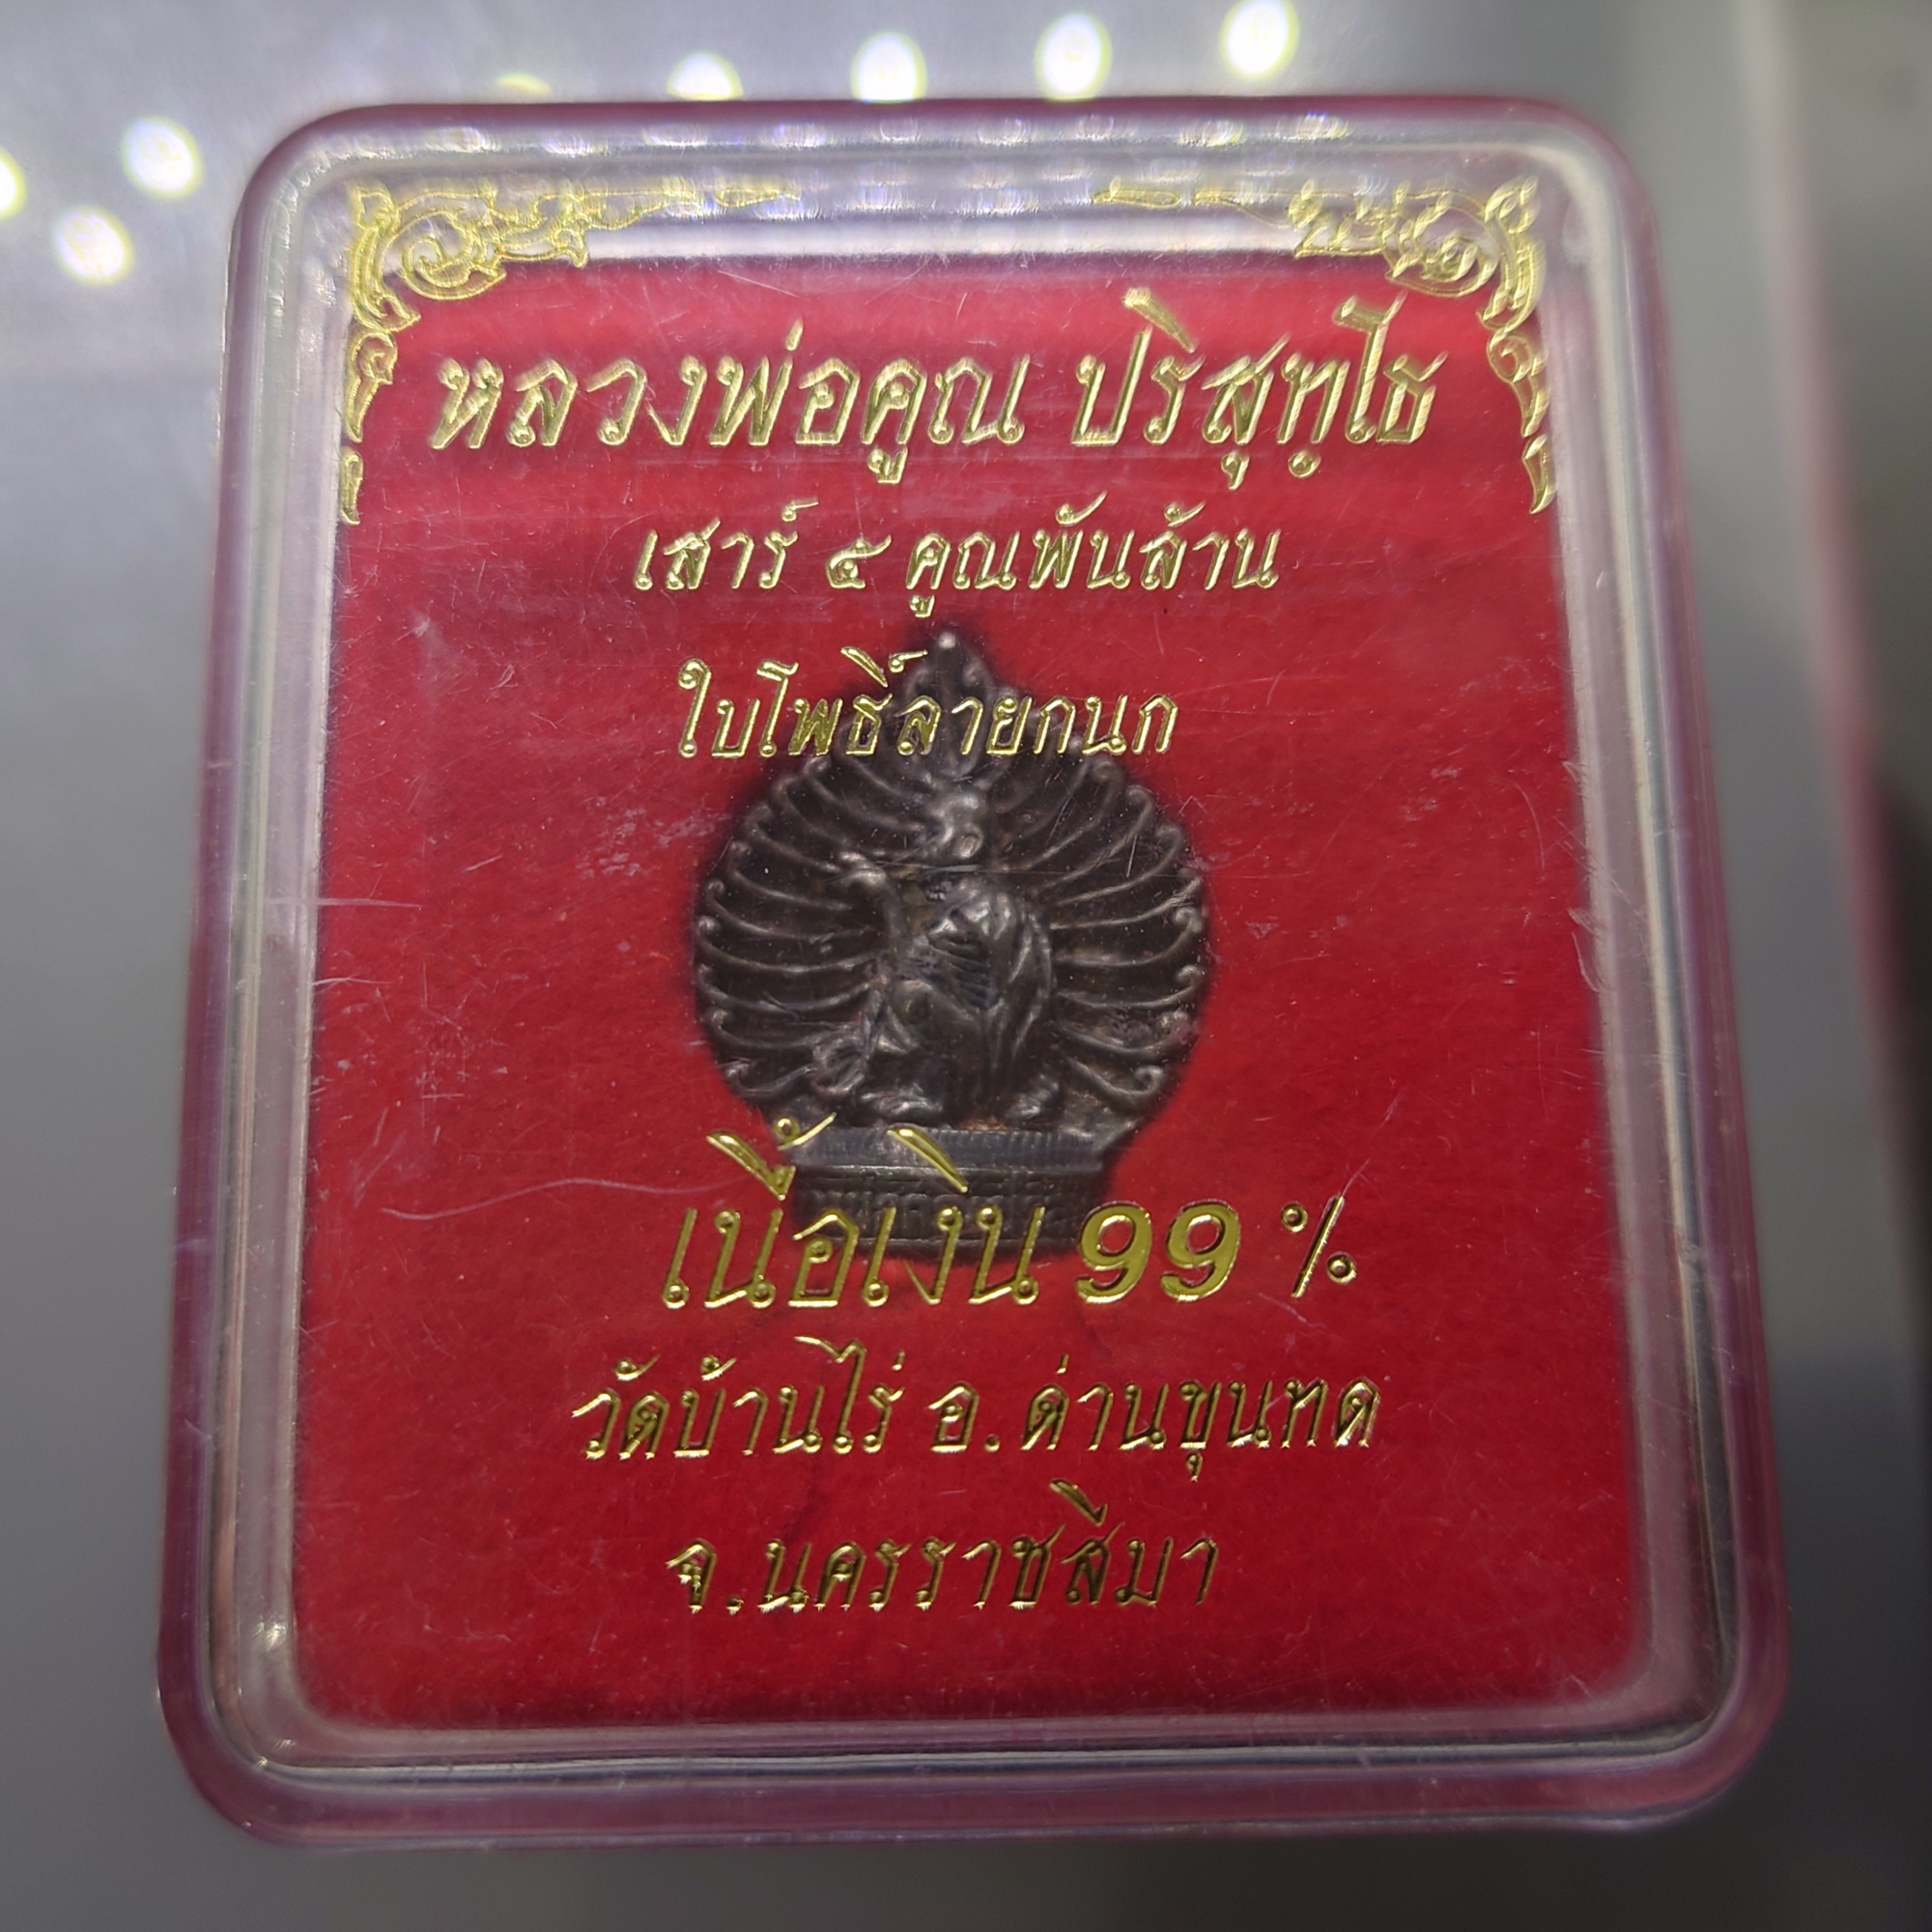 หลวงพ่อคูณ ปริสุทฺโธ
เสาร์ ๕ คูณพันล้าน
ใบโพธิ์ลายกนก
เนื้อเงิน 99 %
วัดบ้านไร่ อ.ด่านขุนทด
จ.นครราชสีมา